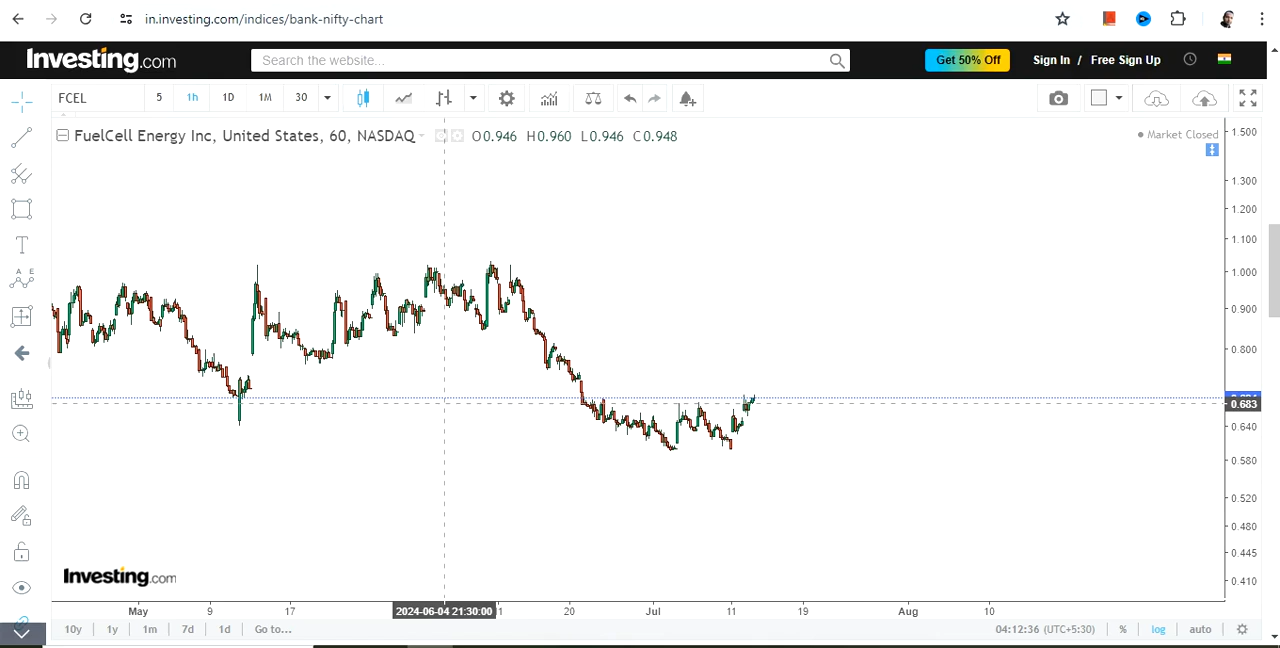 in.investing.com/indices/bank-nifty-chart
Investing.com
Search the website...
Get 50% Off
Sign In / Free Sign Up
FCEL
5 1h 1D 1M 30
FuelCell Energy Inc, United States, 60, NASDAQ
O0.946 H0.960 L0.946 C0.948
Market Closed
1.500
1.300
1.200
1.100
1.000
0.900
0.800
0.683
0.640
0.580
0.520
0.480
0.445
0.410
A E
Investing.com
May 9 17 2024-06-04 21:30:00 20 Jul 11 19 Aug 10
10y 1y 1m 7d 1d Go to...
04:12:36 (UTC+5:30) % log auto